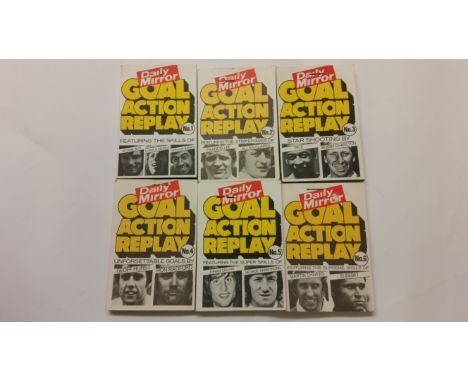 Daily
Mirror
GOAL
ACTION
REPLAY
No.1
FEATURING THE SKILLS OF
Daily
Mirror
GOAL
ACTION
REPLAY
No.2
Daily
Mirror
GOAL
ACTION
REPLAY
No.3
STAR SHOOTING BY
Daily
Mirror
GOAL
ACTION
REPLAY
No.4
UNFORGETTABLE GOALS BY
Daily
Mirror
GOAL
ACTION
REPLAY
No.5
FEATURING THE SUPER SKILLS OF
Daily
Mirror
GOAL
ACTION
REPLAY
No.6
FEATURING THE SUPREME SKILLS OF